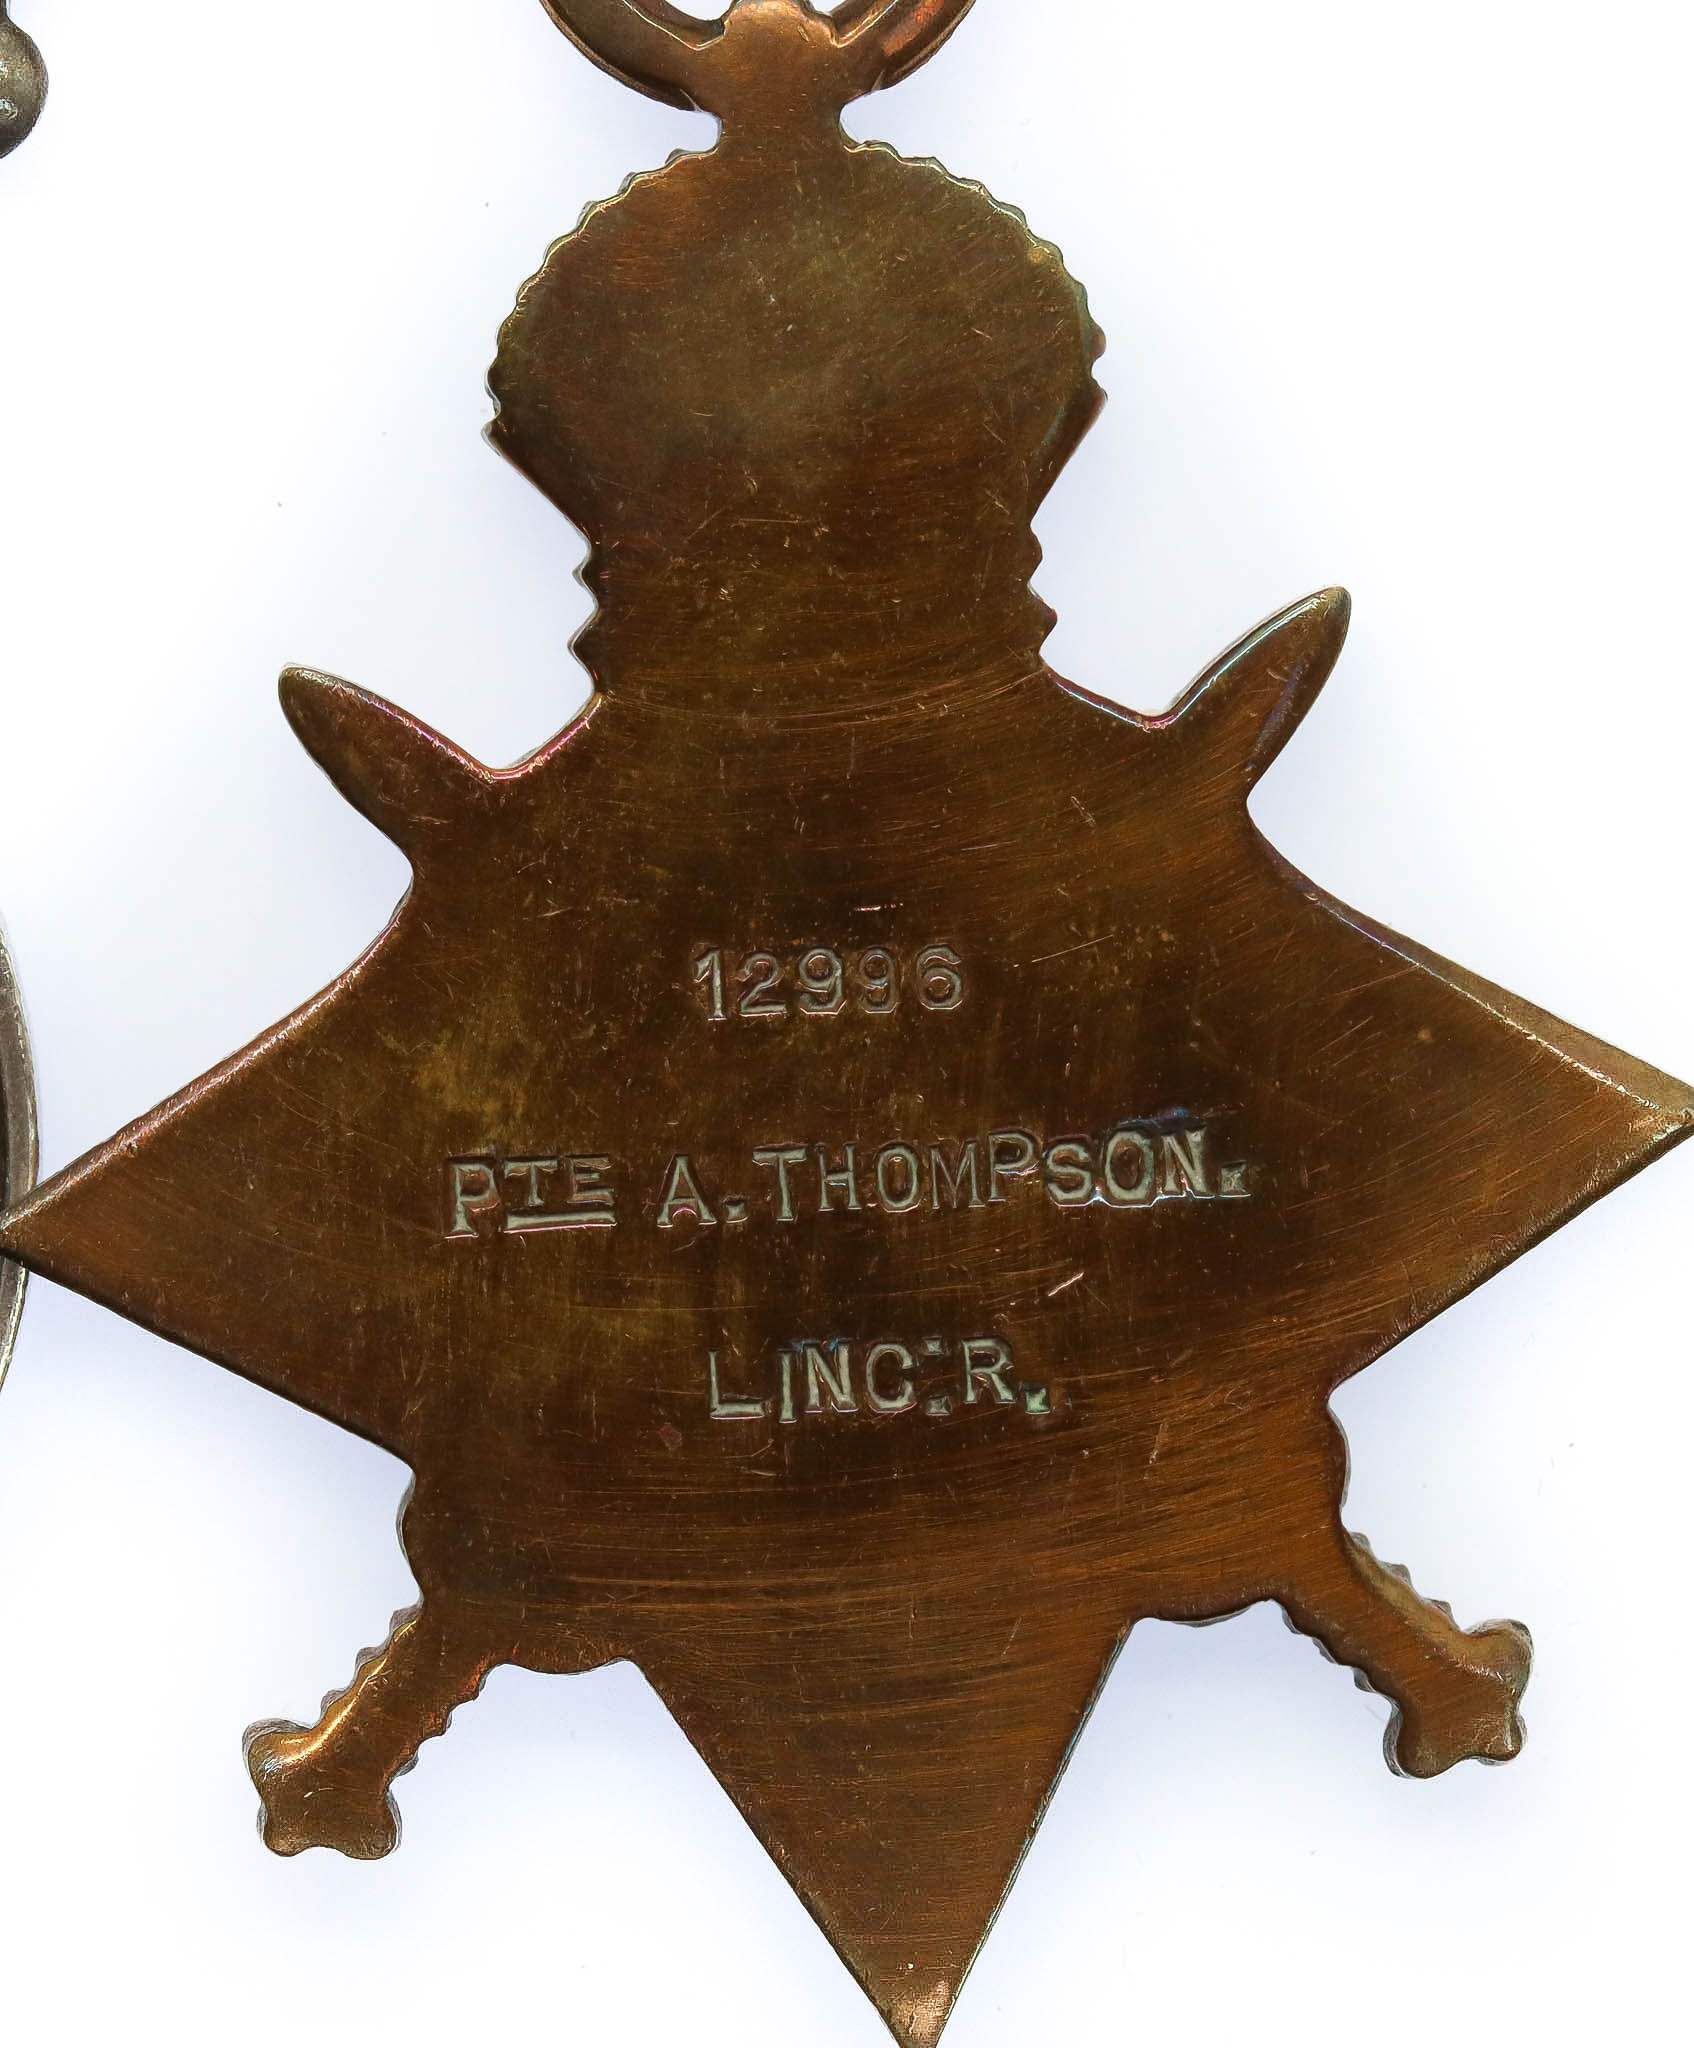 12996
PTE A. THOMPSON.
LINC:R.